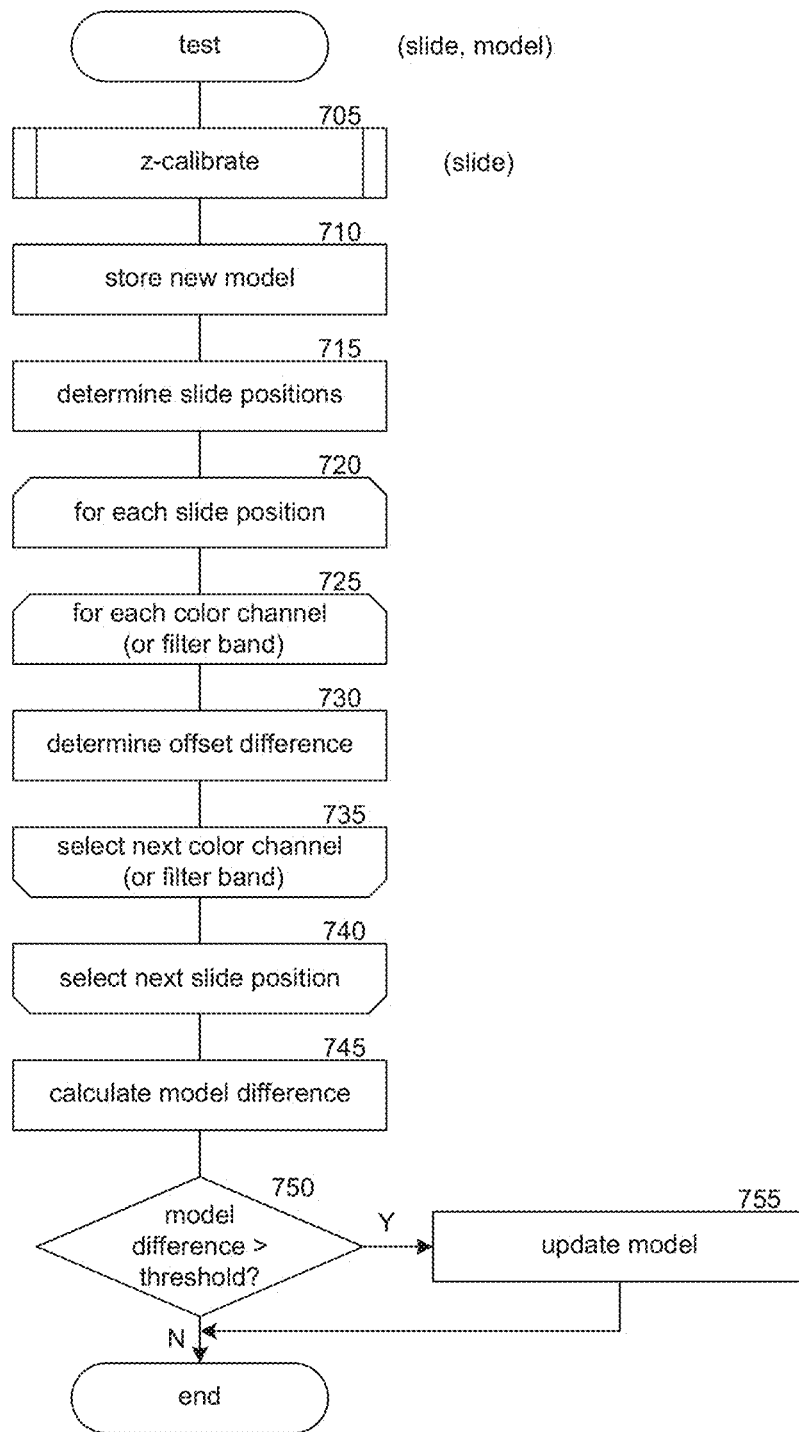 test
(slide, model)
705
z-calibrate
(slide)
710
store new model
715
determine slide positions
720
for each slide position
725
for each color channel
(or filter band)
730
determine offset difference
735
select next color channel
(or filter band)
740
select next slide position
745
calculate model difference
750
model
difference >
threshold?
Y
755
update model
N
end